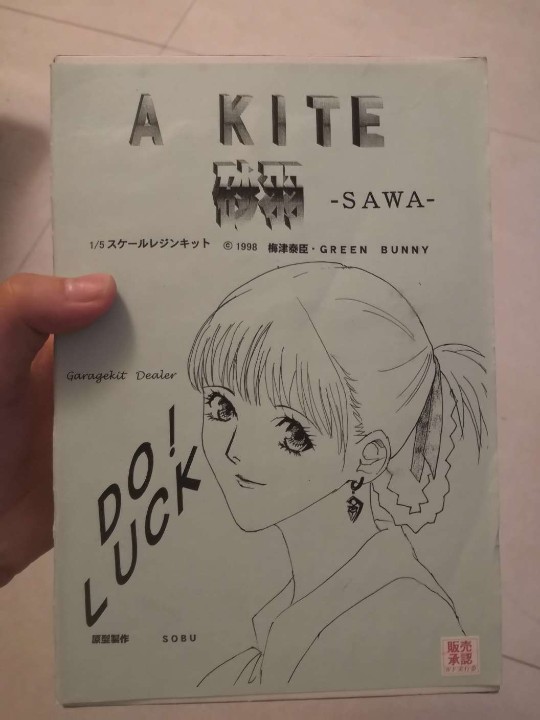 A KITE
砂羽 -SAWA-
1/5スケールレジンキット © 1998 梅津泰臣・GREEN BUNNY
Garagekit Dealer
DO!
LUCK
原型製作 SOBU
販売
承認